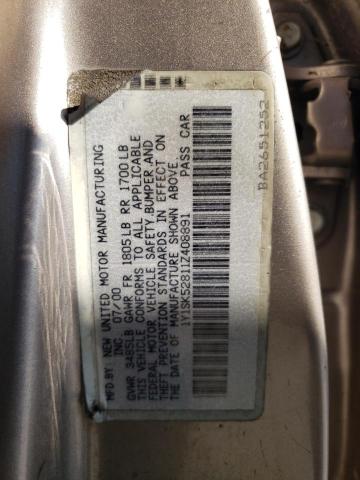 MFD.BY NEW UNITED MOTOR MANUFACTURING
INC. 07/00
GVWR 3485LB GAWR FR 1805LB RR 1700LB
THIS VEHICLE CONFORMS TO ALL APPLICABLE
FEDERAL MOTOR VEHICLE SAFETY,BUMPER,AND
THEFT PREVENTION STANDARDS IN EFFECT ON
THE DATE OF MANUFACTURE SHOWN ABOVE.
1Y1SK52811Z408891 PASS CAR
BA2651252